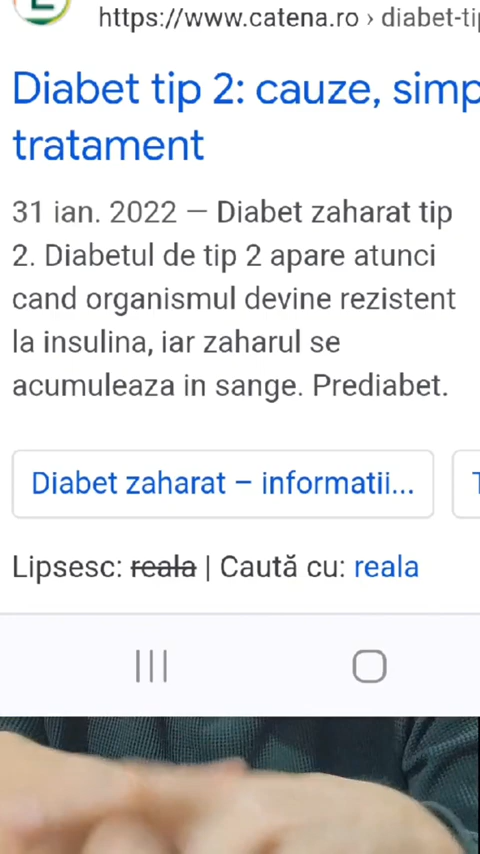 https://www.catena.ro › diabet-tip
Diabet tip 2: cauze, simp
tratament
31 ian. 2022 — Diabet zaharat tip
2. Diabetul de tip 2 apare atunci
cand organismul devine rezistent
la insulina, iar zaharul se
acumuleaza in sange. Prediabet.
Diabet zaharat – informatii...
Lipsesc: reala | Caută cu: reala